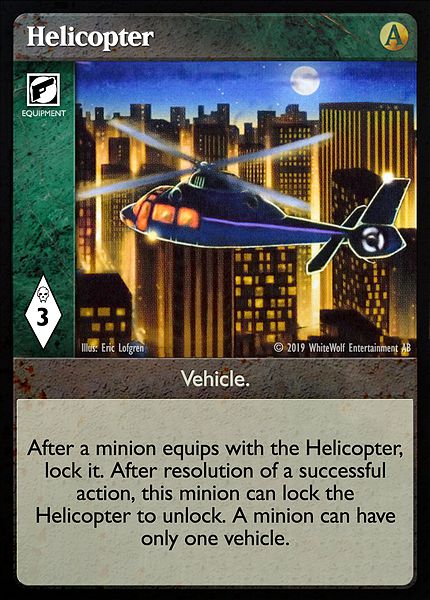 Helicopter
A
EQUIPMENT
3
Illus: Eric Lofgren
© 2019 WhiteWolf Entertainment AB
Vehicle.
After a minion equips with the Helicopter,
lock it. After resolution of a successful
action, this minion can lock the
Helicopter to unlock. A minion can have
only one vehicle.